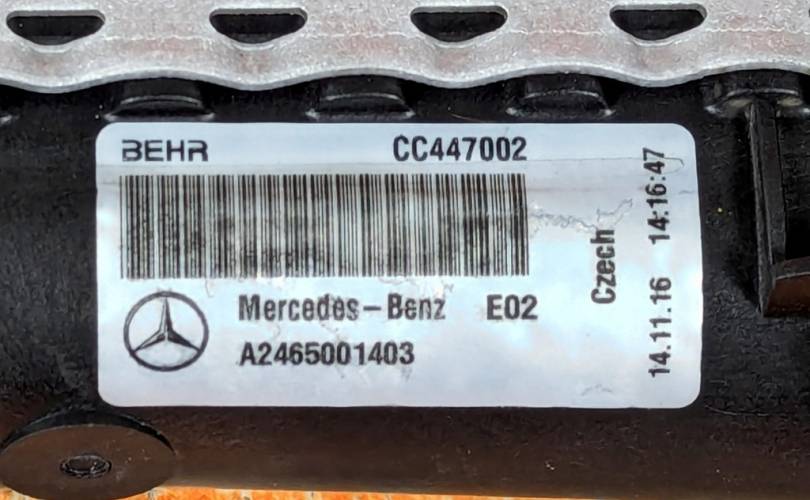 BEHR CC447002
Mercedes-Benz E02
A2465001403
Czech
14.11.16 14:16:47